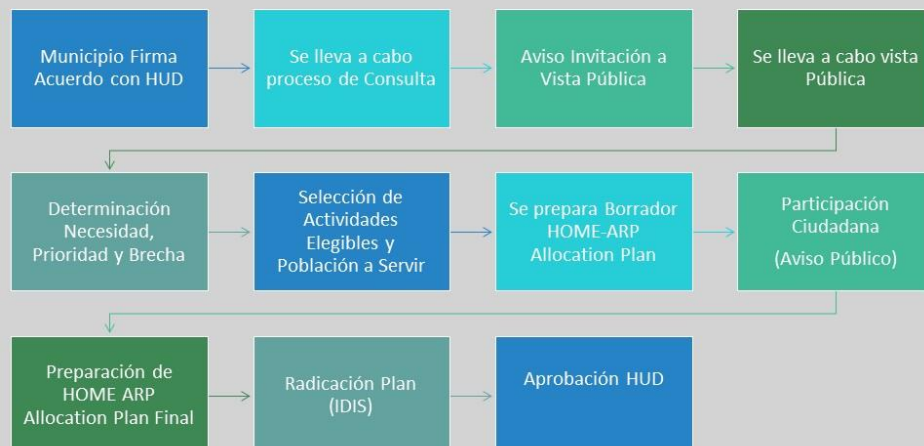 Municipio Firma
Acuerdo con HUD
Se lleva a cabo
proceso de Consulta
Aviso Invitación a
Vista Pública
Se lleva a cabo vista
Pública
Determinación
Necesidad,
Prioridad y Brecha
Selección de
Actividades
Elegibles y
Población a Servir
Se prepara Borrador
HOME-ARP
Allocation Plan
Participación
Ciudadana
(Aviso Público)
Preparación de
HOME ARP
Allocation Plan Final
Radicación Plan
(IDIS)
Aprobación HUD